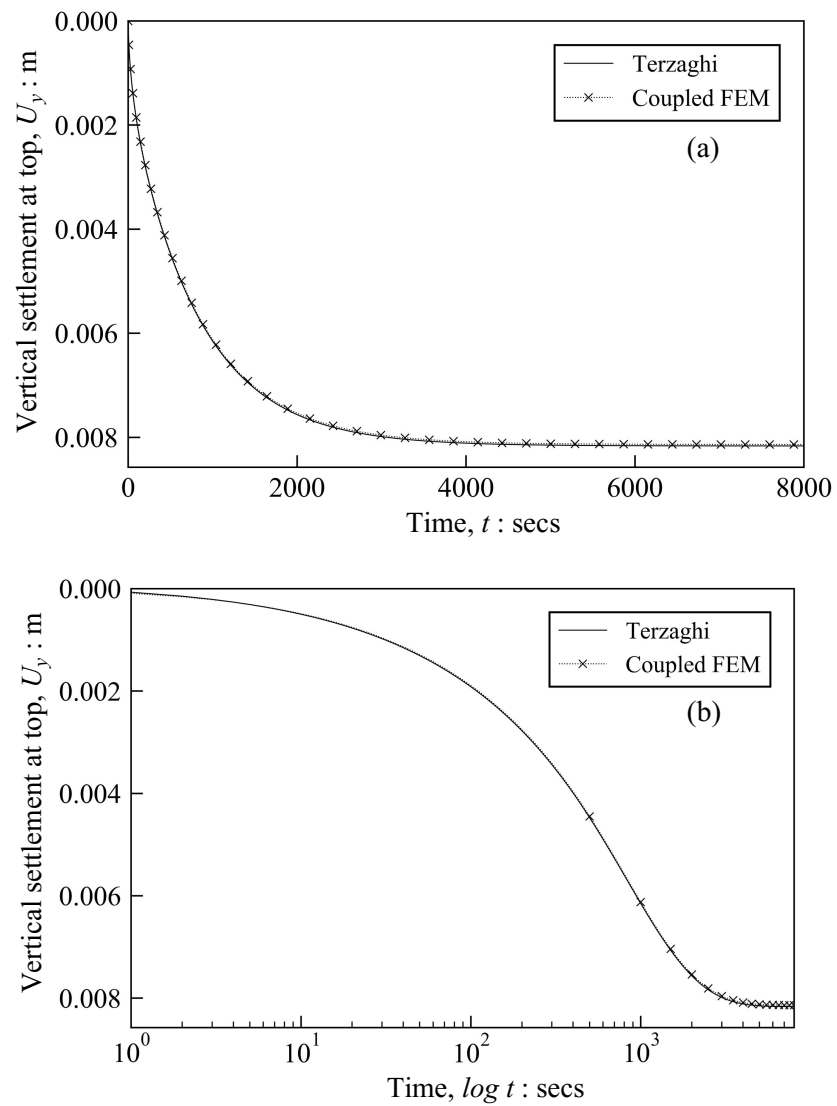 0.000
0.002
0.004
0.006
0.008
Vertical settlement at top, U_y : m
Terzaghi
Coupled FEM
(a)
0
2000
4000
6000
8000
Time, t : secs
0.000
0.002
0.004
0.006
0.008
Vertical settlement at top, U_y : m
Terzaghi
Coupled FEM
(b)
10^0
10^1
10^2
10^3
Time, log t : secs